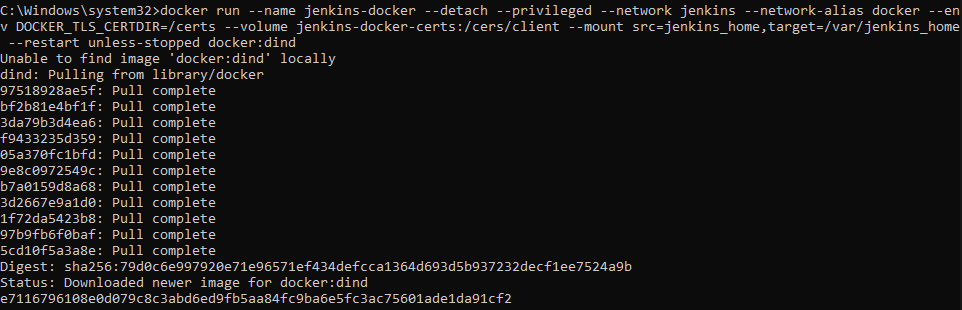 C:\Windows\system32>docker run --name jenkins-docker --detach --privileged --network jenkins --network-alias docker --en
v DOCKER_TLS_CERTDIR=/certs --volume jenkins-docker-certs:/cers/client --mount src=jenkins_home,target=/var/jenkins_home
 --restart unless-stopped docker:dind
Unable to find image 'docker:dind' locally
dind: Pulling from library/docker
97518928ae5f: Pull complete
bf2b81e4bf1f: Pull complete
3da79b3d4ea6: Pull complete
f9433235d359: Pull complete
05a370fc1bfd: Pull complete
9e8c0972549c: Pull complete
b7a0159d8a68: Pull complete
3d2667e9a1d0: Pull complete
1f72da5423b8: Pull complete
97b9fb6f0baf: Pull complete
5cd10f5a3a8e: Pull complete
Digest: sha256:79d0c6e997920e71e96571ef434defcca1364d693d5b937232decf1ee7524a9b
Status: Downloaded newer image for docker:dind
e7116796108e0d079c8c3abd6ed9fb5aa84fc9ba6e5fc3ac75601ade1da91cf2